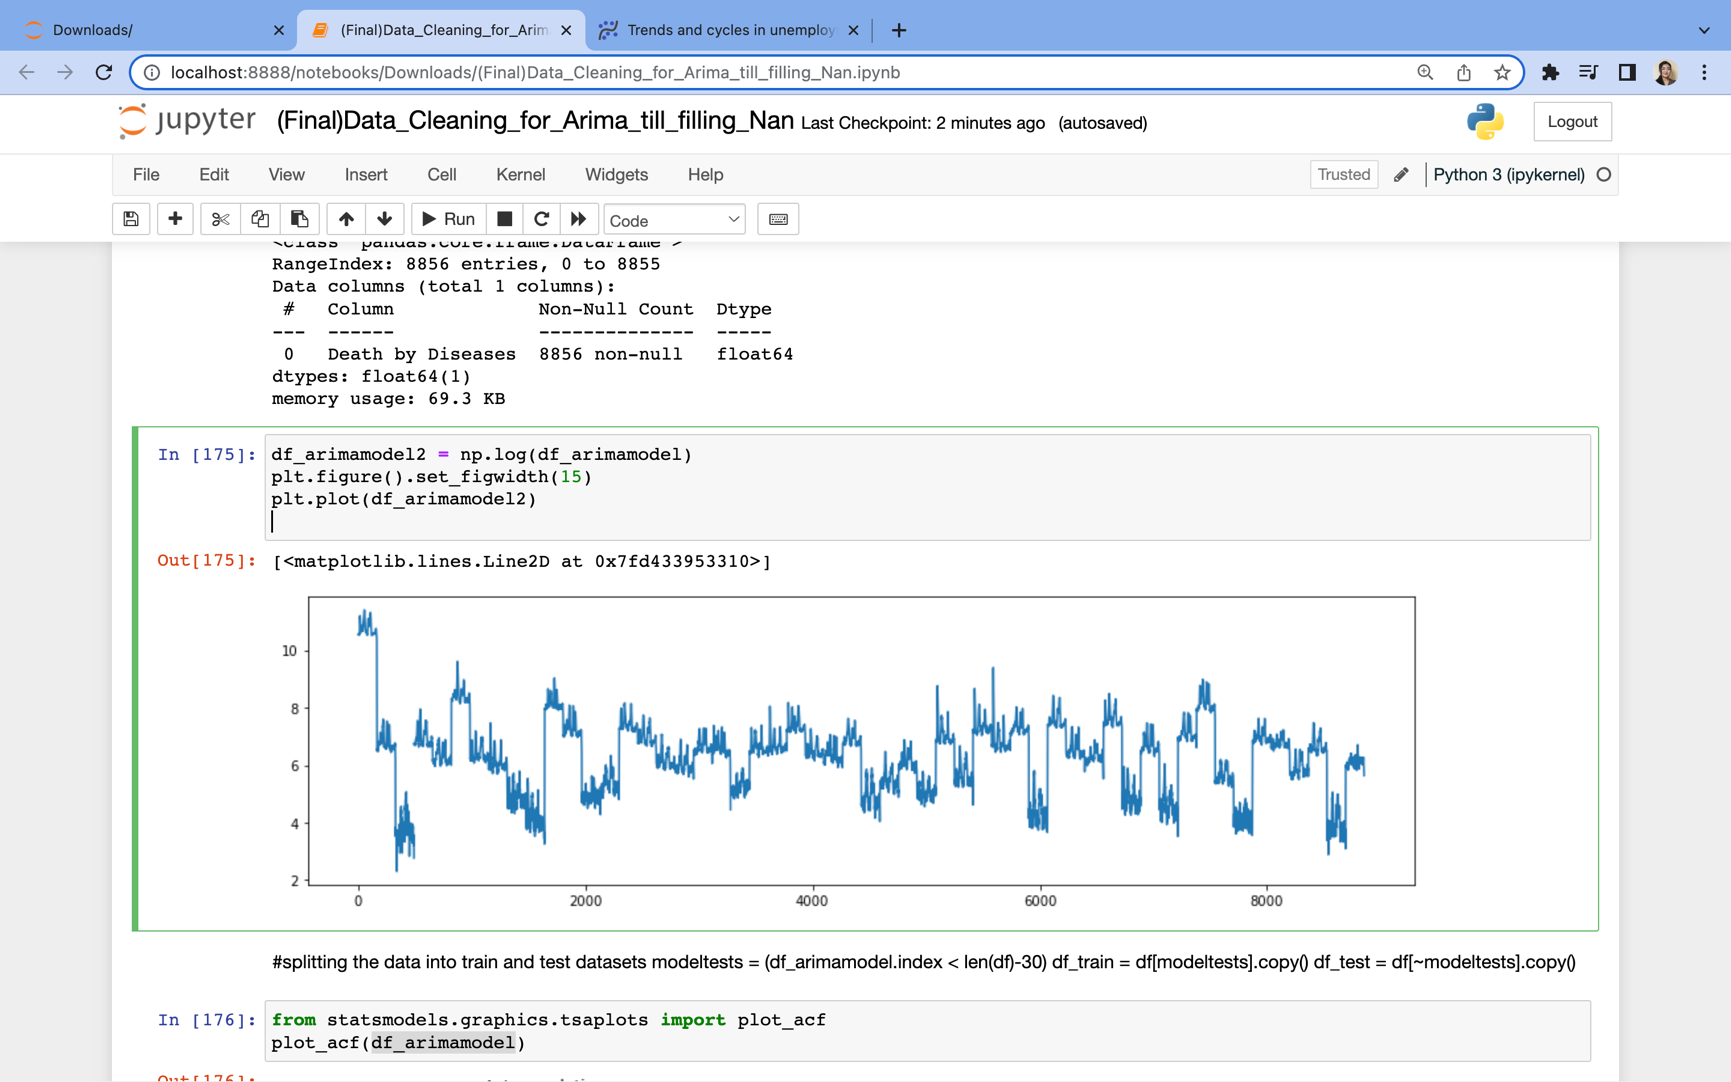 Downloads/
(Final)Data_Cleaning_for_Arim
Trends and cycles in unemploy
localhost:8888/notebooks/Downloads/(Final)Data_Cleaning_for_Arima_till_filling_Nan.ipynb
jupyter (Final)Data_Cleaning_for_Arima_till_filling_Nan Last Checkpoint: 2 minutes ago (autosaved)
Logout
File Edit View Insert Cell Kernel Widgets Help
Trusted
Python 3 (ipykernel)
Run
Code
<class 'pandas.core.frame.DataFrame'>
RangeIndex: 8856 entries, 0 to 8855
Data columns (total 1 columns):
# Column Non-Null Count Dtype
--- ------ -------------- -----
0 Death by Diseases 8856 non-null float64
dtypes: float64(1)
memory usage: 69.3 KB
In [175]: df_arimamodel2 = np.log(df_arimamodel)
plt.figure().set_figwidth(15)
plt.plot(df_arimamodel2)
Out[175]: [<matplotlib.lines.Line2D at 0x7fd433953310>]
10
8
6
4
2
0 2000 4000 6000 8000
#splitting the data into train and test datasets modeltests = (df_arimamodel.index < len(df)-30) df_train = df[modeltests].copy() df_test = df[~modeltests].copy()
In [176]: from statsmodels.graphics.tsaplots import plot_acf
plot_acf(df_arimamodel)
Out[176]: